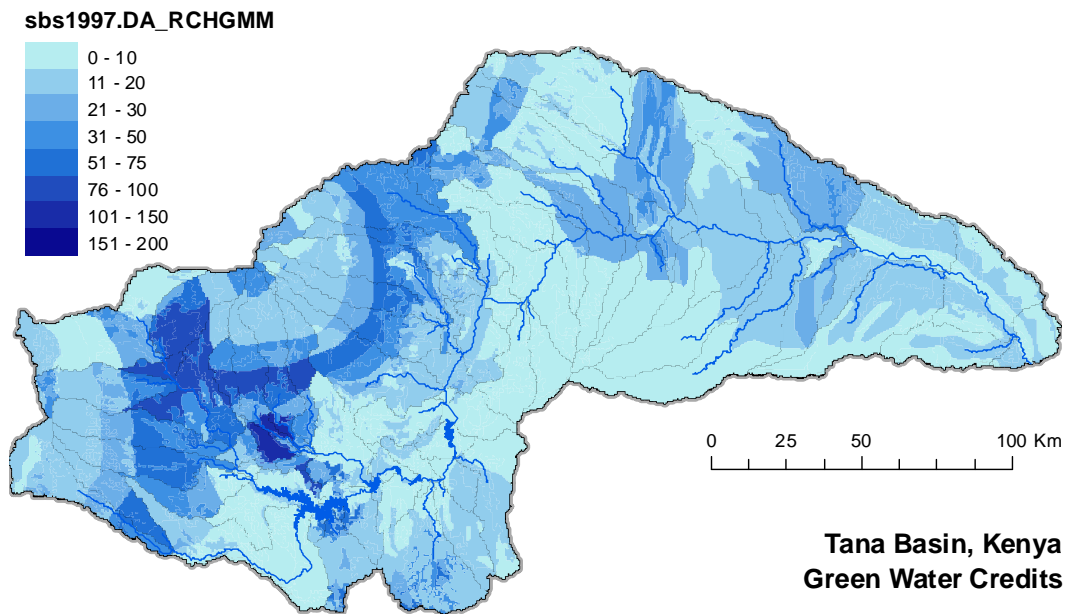 sbs1997.DA_RCHGMM
0 - 10
11 - 20
21 - 30
31 - 50
51 - 75
76 - 100
101 - 150
151 - 200
0 25 50 100 Km
Tana Basin, Kenya
Green Water Credits